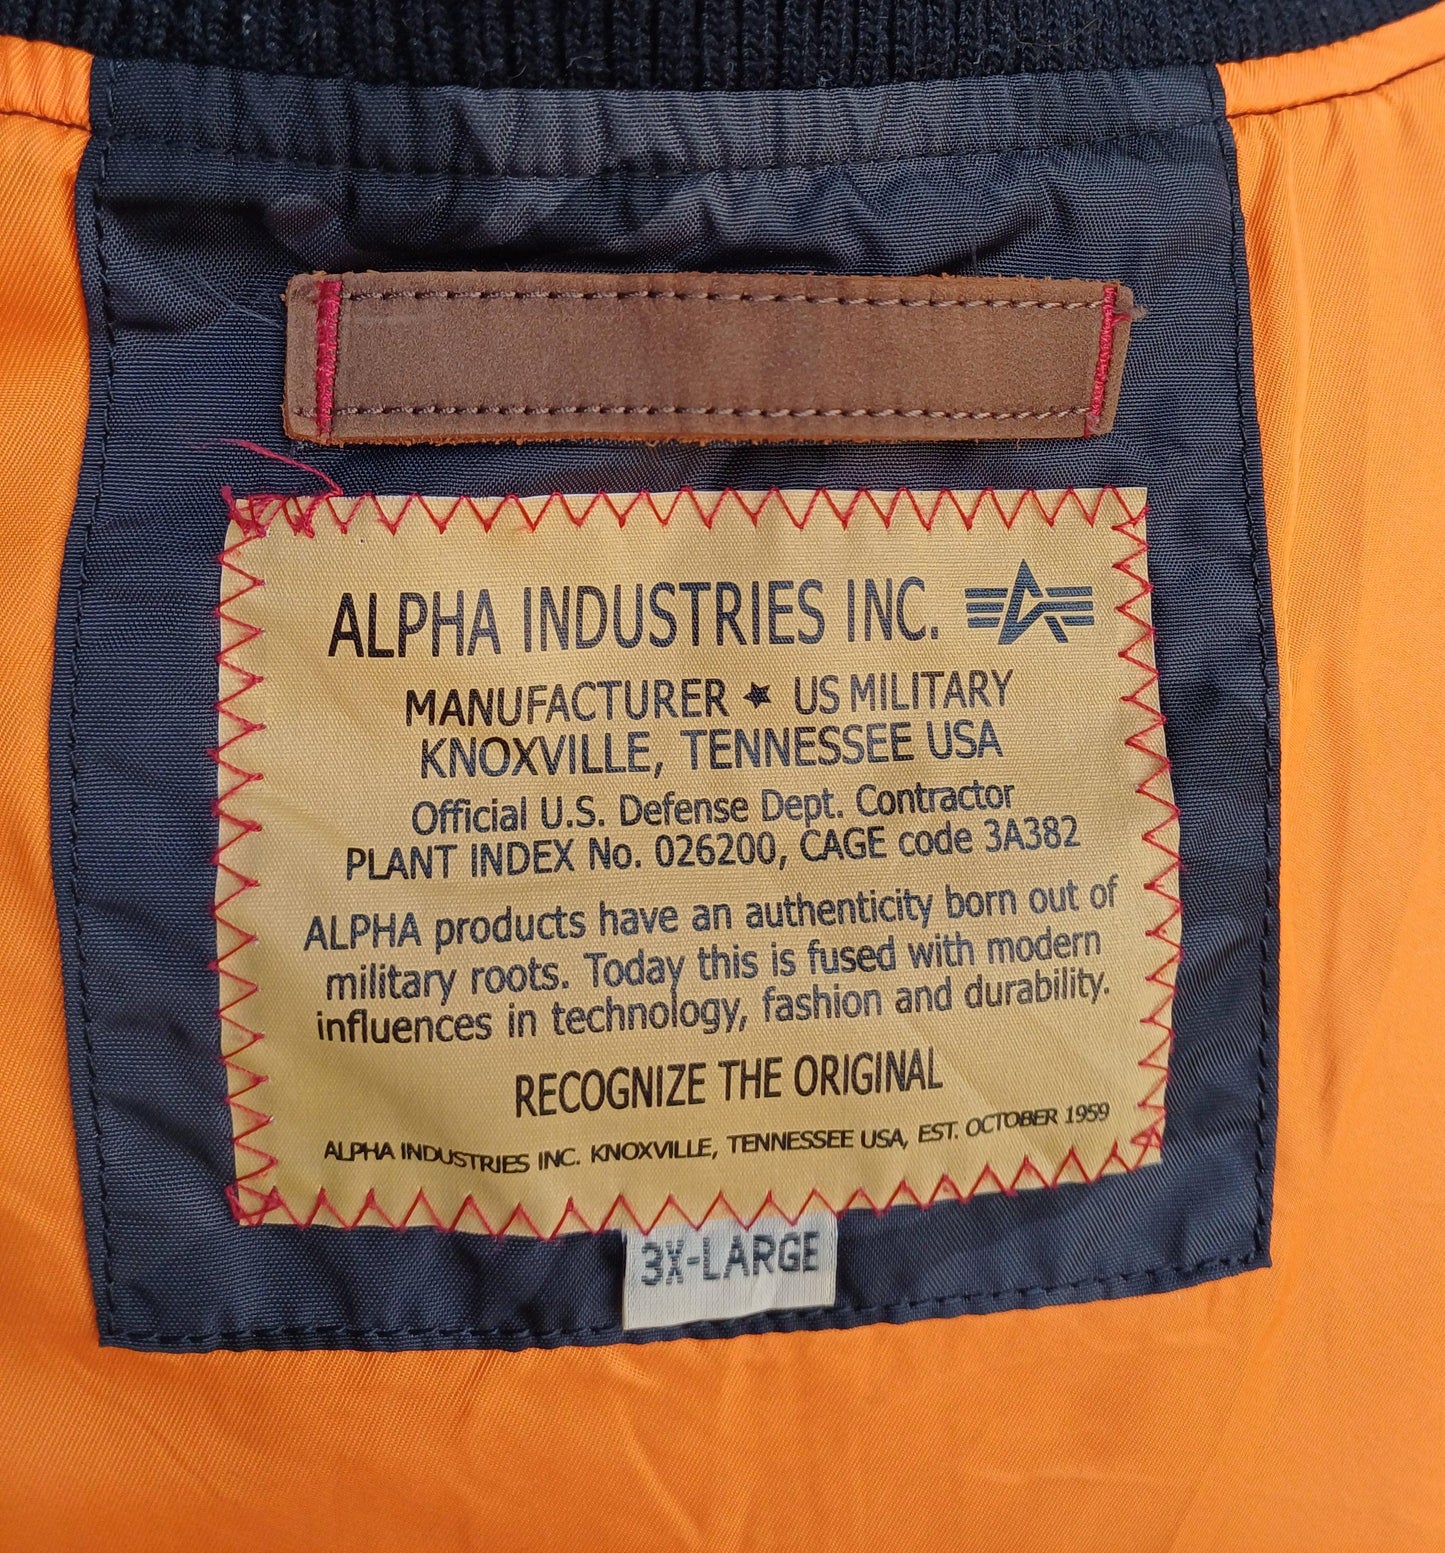 ALPHA INDUSTRIES INC.
MANUFACTURER ★ US MILITARY
KNOXVILLE, TENNESSEE USA
Official U.S. Defense Dept. Contractor
PLANT INDEX No. 026200, CAGE code 3A382
ALPHA products have an authenticity born out of
military roots. Today this is fused with modern
influences in technology, fashion and durability.
RECOGNIZE THE ORIGINAL
ALPHA INDUSTRIES INC. KNOXVILLE, TENNESSEE USA, EST. OCTOBER 1959
3X-LARGE